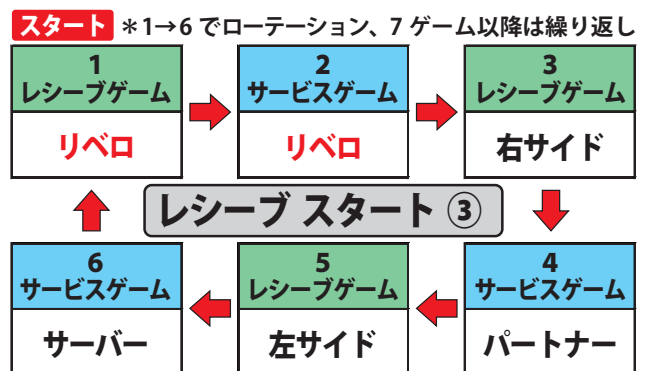 スタート ＊1→6 でローテーション、7 ゲーム以降は繰り返し
1
レシーブゲーム
リベロ
2
サービスゲーム
リベロ
3
レシーブゲーム
右サイド
レシーブ スタート ③
6
サービスゲーム
サーバー
5
レシーブゲーム
左サイド
4
サービスゲーム
パートナー